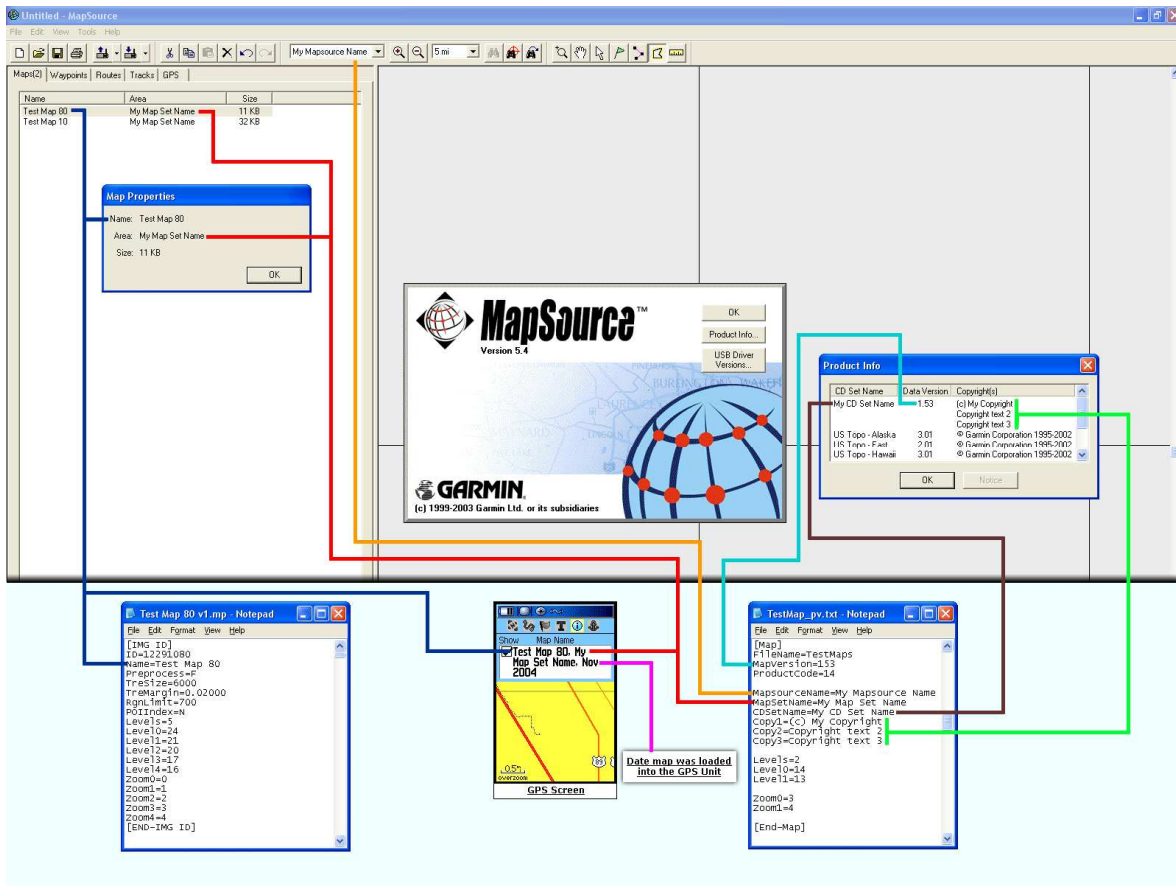 Untitled - MapSource
File Edit View Tools Help
My Mapsource Name
5 mi
Maps(2) Waypoints Routes Tracks GPS
Name Area Size
Test Map 80 My Map Set Name 11 KB
Test Map 10 My Map Set Name 32 KB
Map Properties
Name: Test Map 80
Area: My Map Set Name
Size: 11 KB
OK
MapSource™
Version 5.4
OK
Product Info...
USB Driver
Versions...
GARMIN.
(c) 1999-2003 Garmin Ltd. or its subsidiaries
Product Info
CD Set Name Data Version Copyright(s)
My CD Set Name 1.53 (c) My Copyright
Copyright text 2
Copyright text 3
US Topo - Alaska 3.01 © Garmin Corporation 1995-2002
US Topo - East 2.01 © Garmin Corporation 1995-2002
US Topo - Hawaii 3.01 © Garmin Corporation 1995-2002
OK Notice
Test Map 80 v1.mp - Notepad
File Edit Format View Help
[IMG ID]
ID=12291080
Name=Test Map 80
Preprocess=F
TreSize=6000
TreMargin=0.02000
RgnLimit=700
POIIndex=N
Levels=5
Level0=24
Level1=21
Level2=20
Level3=17
Level4=16
Zoom0=0
Zoom1=1
Zoom2=2
Zoom3=3
Zoom4=4
[END-IMG ID]
Show Map Name
Test Map 80, My
Map Set Name, Nov
2004
overzoom
GPS Screen
Date map was loaded
into the GPS Unit
TestMap_pv.txt - Notepad
File Edit Format View Help
[Map]
FileName=TestMaps
MapVersion=153
ProductCode=14
MapsourceName=My Mapsource Name
MapSetName=My Map Set Name
CDSetName=My CD Set Name
Copy1=(c) My Copyright
Copy2=Copyright text 2
Copy3=Copyright text 3
Levels=2
Level0=14
Level1=13
Zoom0=3
Zoom1=4
[End-Map]